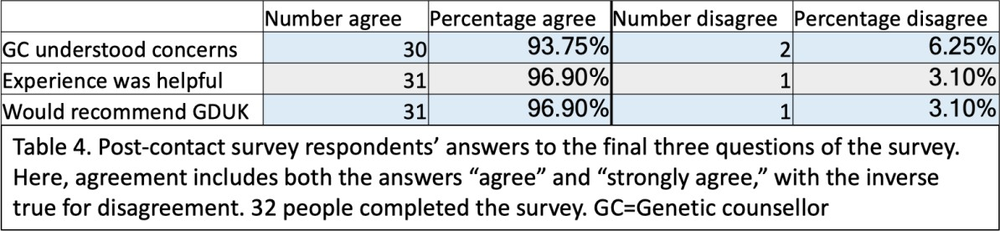 Number agree Percentage agree Number disagree Percentage disagree
GC understood concerns 30 93.75% 2 6.25%
Experience was helpful 31 96.90% 1 3.10%
Would recommend GDUK 31 96.90% 1 3.10%
Table 4. Post-contact survey respondents’ answers to the final three questions of the survey.
Here, agreement includes both the answers “agree” and “strongly agree,” with the inverse
true for disagreement. 32 people completed the survey. GC=Genetic counsellor